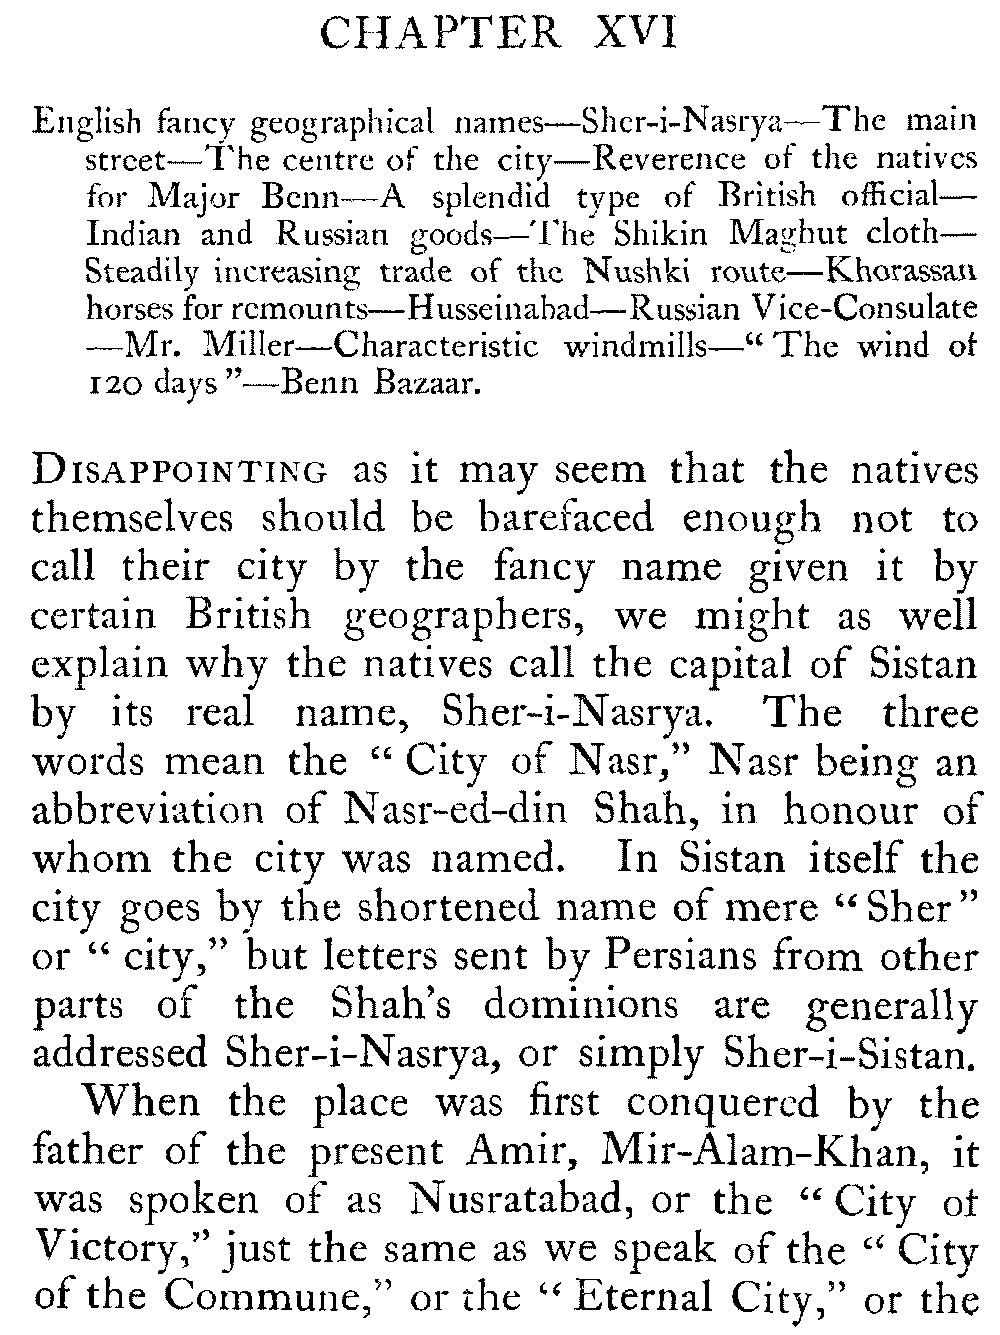 CHAPTER XVI
English fancy geographical names—Sher-i-Nasrya—The main
street—The centre of the city—Reverence of the natives
for Major Benn—A splendid type of British official—
Indian and Russian goods—The Shikin Maghut cloth—
Steadily increasing trade of the Nushki route—Khorassan
horses for remounts—Husseinabad—Russian Vice-Consulate
—Mr. Miller—Characteristic windmills—“ The wind of
120 days ”—Benn Bazaar.
DISAPPOINTING as it may seem that the natives
themselves should be barefaced enough not to
call their city by the fancy name given it by
certain British geographers, we might as well
explain why the natives call the capital of Sistan
by its real name, Sher-i-Nasrya. The three
words mean the “ City of Nasr,” Nasr being an
abbreviation of Nasr-ed-din Shah, in honour of
whom the city was named. In Sistan itself the
city goes by the shortened name of mere “ Sher ”
or “ city,” but letters sent by Persians from other
parts of the Shah’s dominions are generally
addressed Sher-i-Nasrya, or simply Sher-i-Sistan.
When the place was first conquered by the
father of the present Amir, Mir-Alam-Khan, it
was spoken of as Nusratabad, or the “ City of
Victory,” just the same as we speak of the “ City
of the Commune,” or the “ Eternal City,” or the